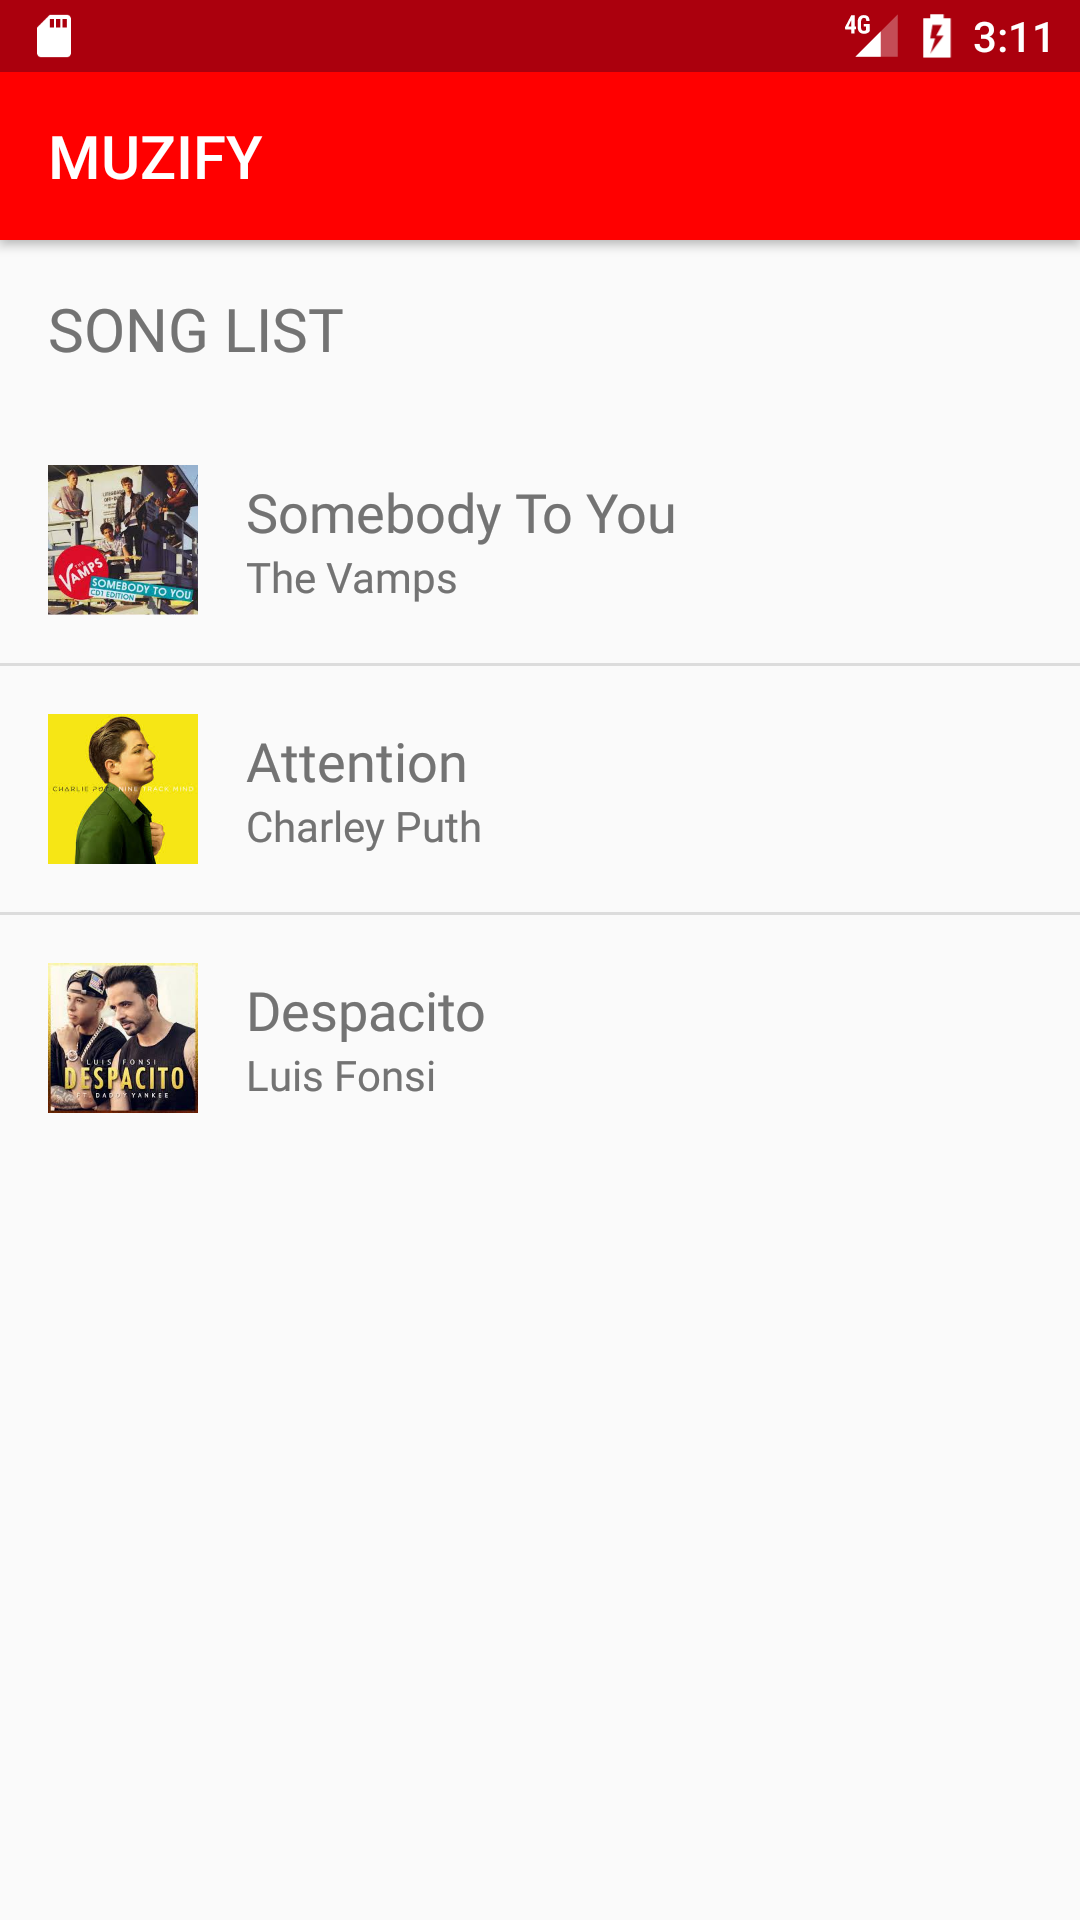 4G 3:11
MUZIFY
SONG LIST
THE
VAMPS
SOMEBODY TO YOU
CD1 EDITION
Somebody To You
The Vamps
CHARLIE PUTH NINE TRACK MIND
Attention
Charley Puth
LUIS FONSI
DESPACITO
FT. DADDY YANKEE
Despacito
Luis Fonsi